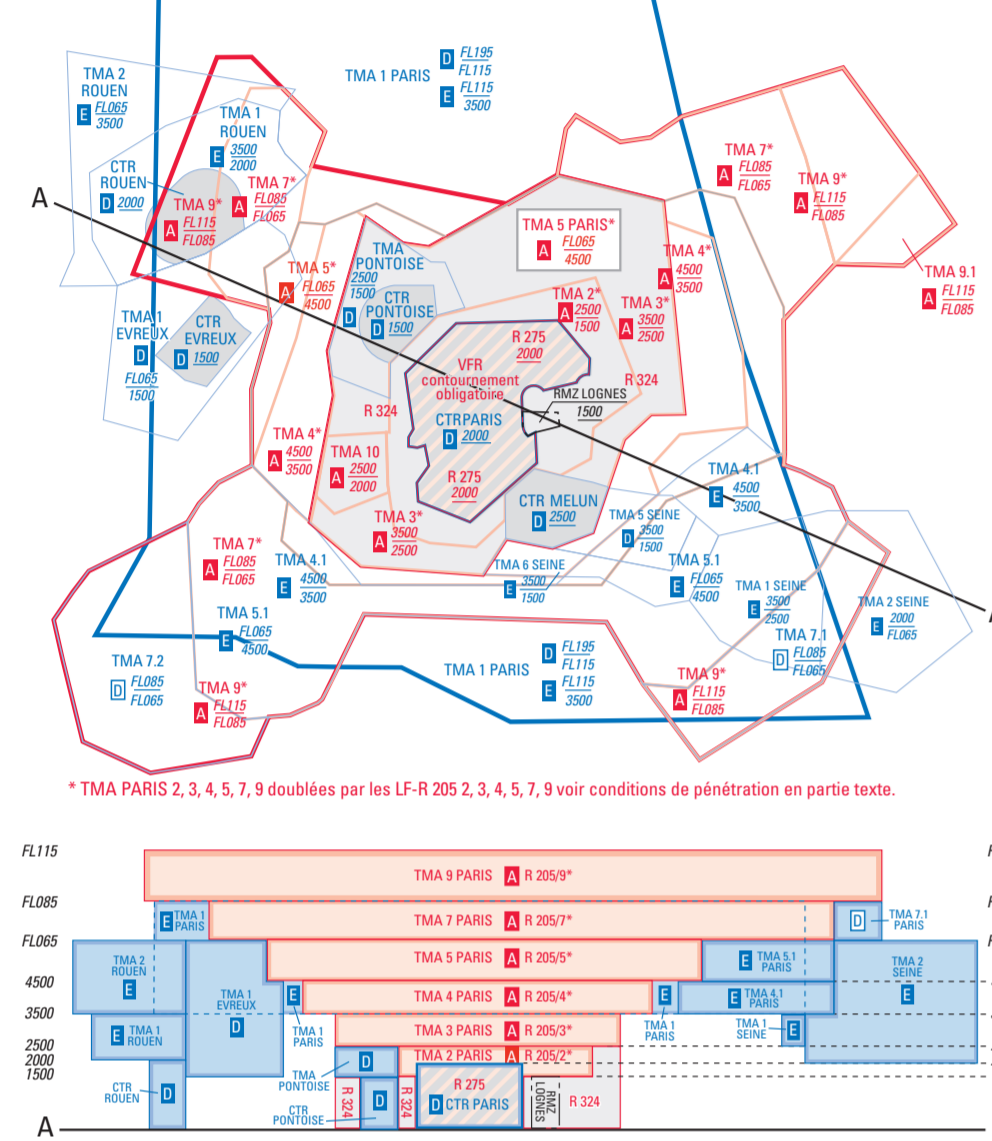 TMA 1 PARIS
D FL195
FL115
E FL115
3500
TMA 2
ROUEN
E FL065
3500
TMA 1
ROUEN
E 3500
2000
CTR
ROUEN
D 2000
TMA 7*
A FL085
FL065
TMA 9*
A FL115
FL085
A
TMA 7*
A FL085
FL065
TMA 9*
A FL115
FL085
TMA 9.1
A FL115
FL085
TMA 5 PARIS*
A FL065
4500
TMA 4*
A 4500
3500
TMA
PONTOISE
2500
1500
D
CTR
PONTOISE
D 1500
TMA 5*
A FL065
4500
TMA 2*
A 2500
1500
TMA 3*
A 3500
2500
TMA 1
EVREUX
D
FL065
1500
CTR
EVREUX
D 1500
R 275
2000
VFR
contournement
obligatoire
R 324
RMZ LOGNES
1500
R 324
CTR PARIS
D 2000
TMA 4*
A 4500
3500
TMA 10
A 2500
2000
R 275
2000
CTR MELUN
D 2500
TMA 4.1
E 4500
3500
TMA 3*
A 3500
2500
TMA 5 SEINE
D 3500
1500
TMA 7*
A FL085
FL065
TMA 4.1
E 4500
3500
TMA 6 SEINE
E 3500
1500
TMA 5.1
E FL065
4500
TMA 1 SEINE
E 3500
2500
TMA 2 SEINE
E 2000
FL065
TMA 5.1
E FL065
4500
TMA 7.1
D FL085
FL065
TMA 7.2
D FL085
FL065
TMA 1 PARIS
D FL195
FL115
E FL115
3500
TMA 9*
A FL115
FL085
TMA 9*
A FL115
FL085
* TMA PARIS 2, 3, 4, 5, 7, 9 doublées par les LF-R 205 2, 3, 4, 5, 7, 9 voir conditions de pénétration en partie texte.
FL115
TMA 9 PARIS A R 205/9*
FL085
E TMA 1
PARIS
TMA 7 PARIS A R 205/7*
D TMA 7.1
PARIS
FL065
TMA 2
ROUEN
E
TMA 1
EVREUX
D
TMA 5 PARIS A R 205/5*
E TMA 5.1
PARIS
TMA 2
SEINE
E
4500
E
TMA 1
PARIS
TMA 4 PARIS A R 205/4*
E
TMA 1
PARIS
E TMA 4.1
PARIS
3500
E TMA 1
ROUEN
TMA 3 PARIS A R 205/3*
TMA 1
SEINE E
2500
TMA
PONTOISE
D
TMA 2 PARIS A R 205/2*
2000
1500
CTR
ROUEN D
R 324
CTR
PONTOISE
D
R 324
R 275
D CTR PARIS
RMZ
LOGNES
R 324
A